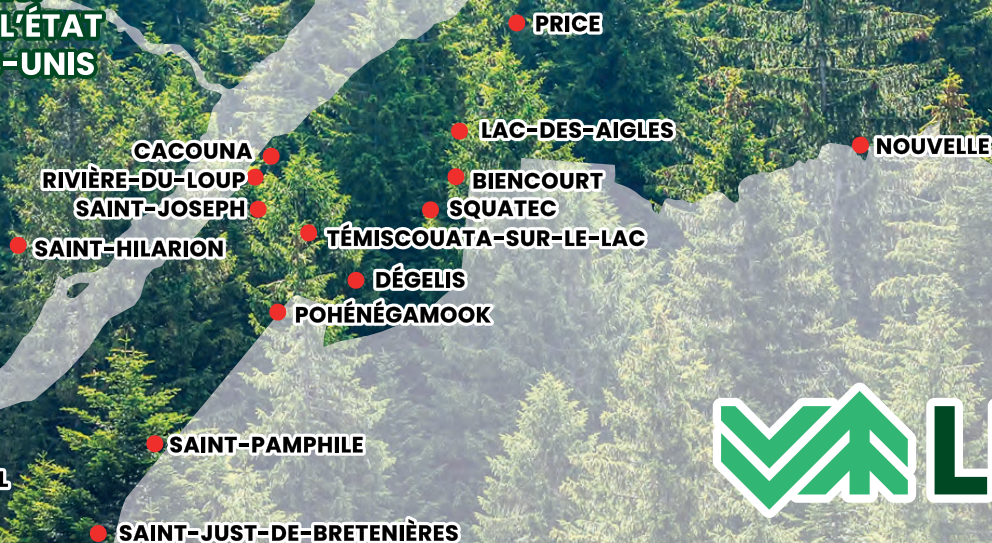 L'ÉTAT
-UNIS
PRICE
LAC-DES-AIGLES
CACOUNA
NOUVELLE
RIVIÈRE-DU-LOUP
BIENCOURT
SAINT-JOSEPH
SQUATEC
SAINT-HILARION
TÉMISCOUATA-SUR-LE-LAC
DÉGELIS
POHÉNÉGAMOOK
SAINT-PAMPHILE
L
L
SAINT-JUST-DE-BRETENIÈRES